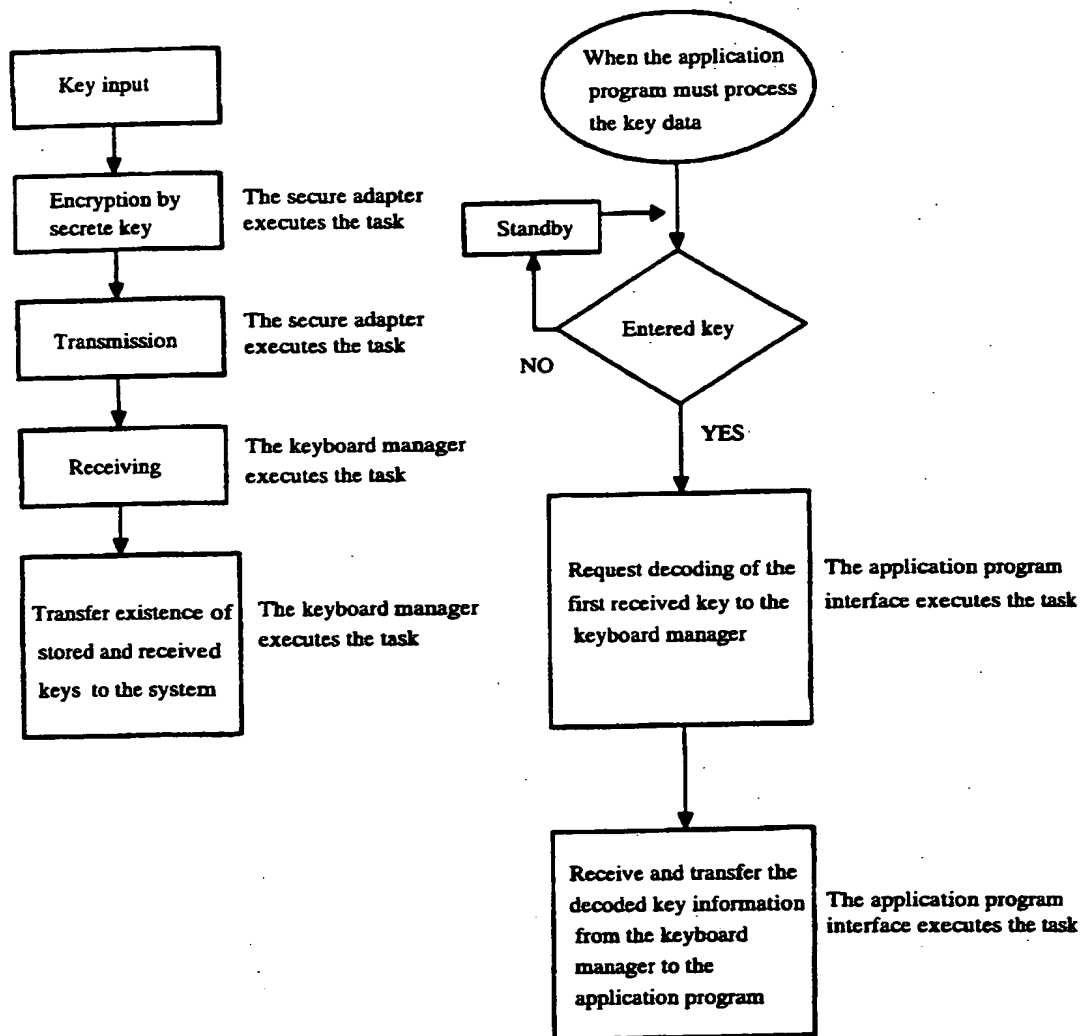 Key input
Encryption by
secrete key
The secure adapter
executes the task
Transmission
The secure adapter
executes the task
Receiving
The keyboard manager
executes the task
Transfer existence of
stored and received
keys to the system
The keyboard manager
executes the task
When the application
program must process
the key data
Standby
Entered key
NO
YES
Request decoding of the
first received key to the
keyboard manager
The application program
interface executes the task
Receive and transfer the
decoded key information
from the keyboard
manager to the
application program
The application program
interface executes the task